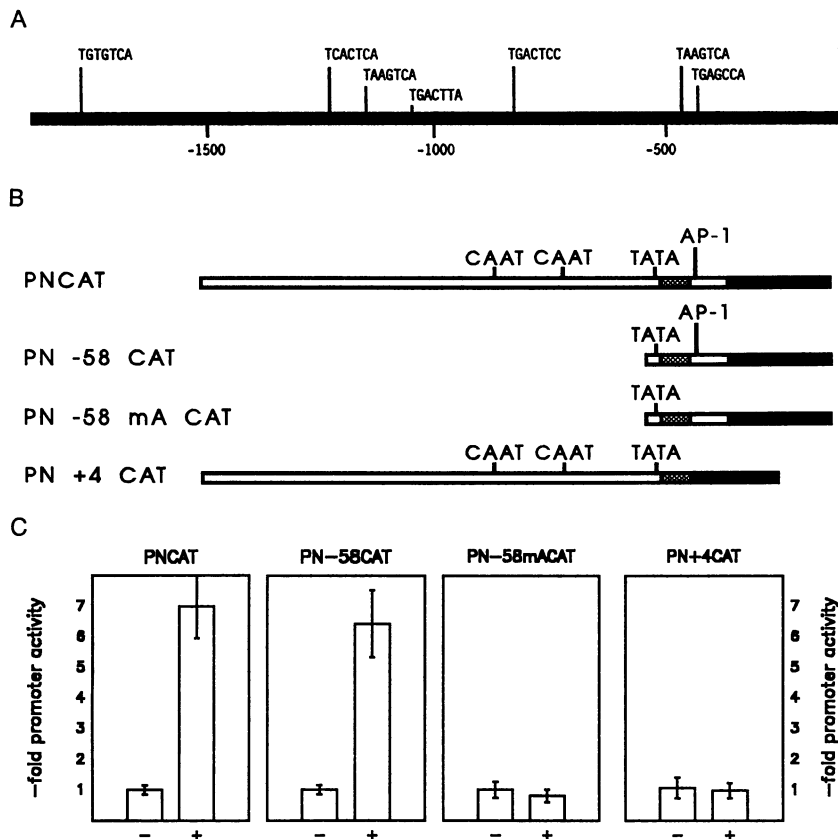 A
TGTGTCA TCACTCA TAAGTCA TGACTTA TGACTCC TAAGTCA TGAGCCA
-1500 -1000 -500
B
PNCAT CAAT CAAT TATA AP-1
PN -58 CAT TATA AP-1
PN -58 mA CAT TATA
PN +4 CAT CAAT CAAT TATA
C
PNCAT PN-58CAT PN-58mACAT PN+4CAT
-fold promoter activity
7 7
6 6
5 5
4 4
3 3
2 2
1 1
-fold promoter activity
- + - + - + - +